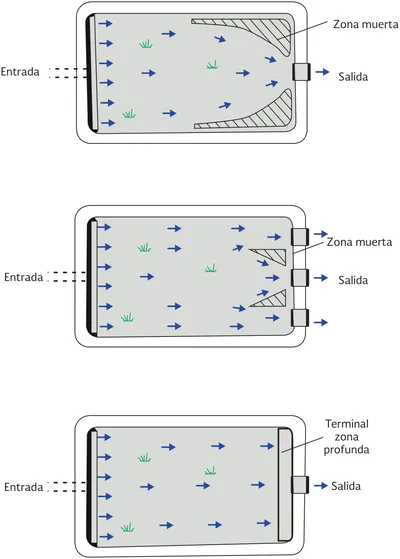 Zona muerta
Entrada
Salida
Zona muerta
Entrada
Salida
Terminal
zona
profunda
Entrada
Salida